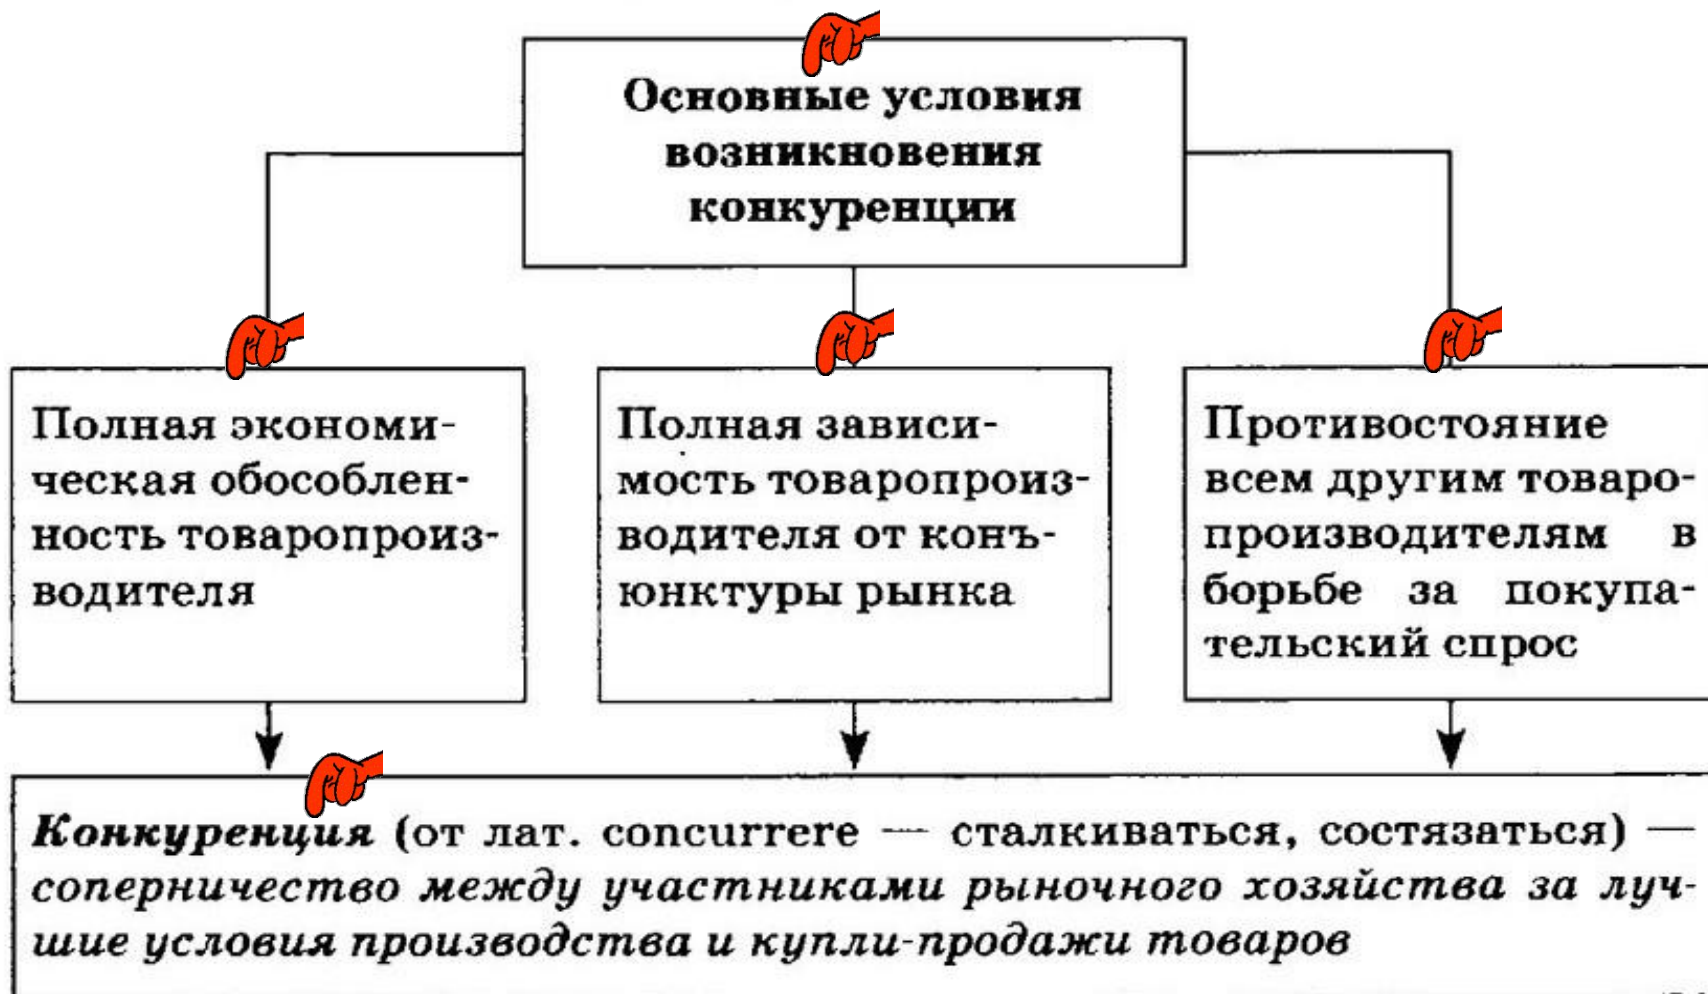 Основные условия
возникновения
конкуренции
Полная экономи-
ческая обособлен-
ность товаропроиз-
водителя
Полная зависи-
мость товаропроиз-
водителя от конъ-
юнктуры рынка
Противостояние
всем другим товаро-
производителям в
борьбе за покупа-
тельский спрос
Конкуренция (от лат. concurrere — сталкиваться, состязаться) —
соперничество между участниками рыночного хозяйства за луч-
шие условия производства и купли-продажи товаров